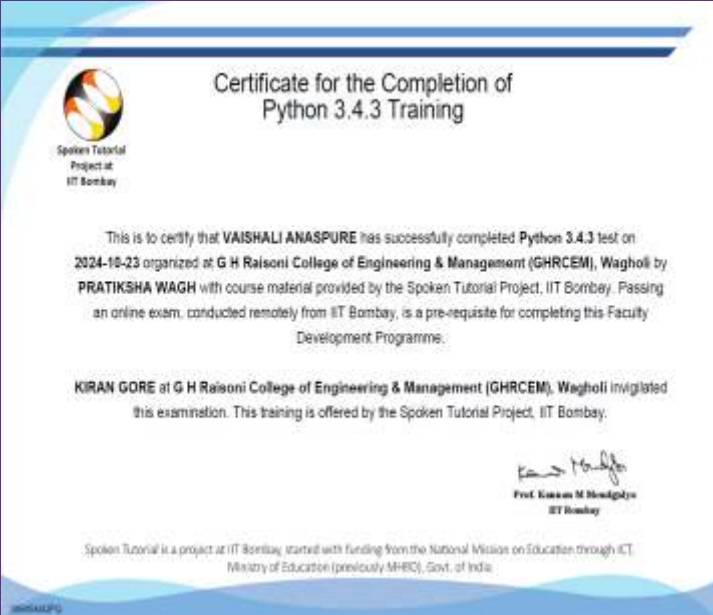 Certificate for the Completion of
Python 3.4.3 Training
Spoken Tutorial
Project at
IIT Bombay
This is to certify that VAISHALI ANASPURE has successfully completed Python 3.4.3 test on
2024-10-23 organized at G H Raisoni College of Engineering & Management (GHRCEM), Wagholi by
PRATIKSHA WAGH with course material provided by the Spoken Tutorial Project, IIT Bombay. Passing
an online exam, conducted remotely from IIT Bombay, is a pre-requisite for completing this Faculty
Development Programme.
KIRAN GORE at G H Raisoni College of Engineering & Management (GHRCEM), Wagholi invigilated
this examination. This training is offered by the Spoken Tutorial Project, IIT Bombay.
Prof. Kannan M Moudgalya
IIT Bombay
Spoken Tutorial is a project at IIT Bombay, started with funding from the National Mission on Education through ICT,
Ministry of Education (previously MHRD), Govt. of India